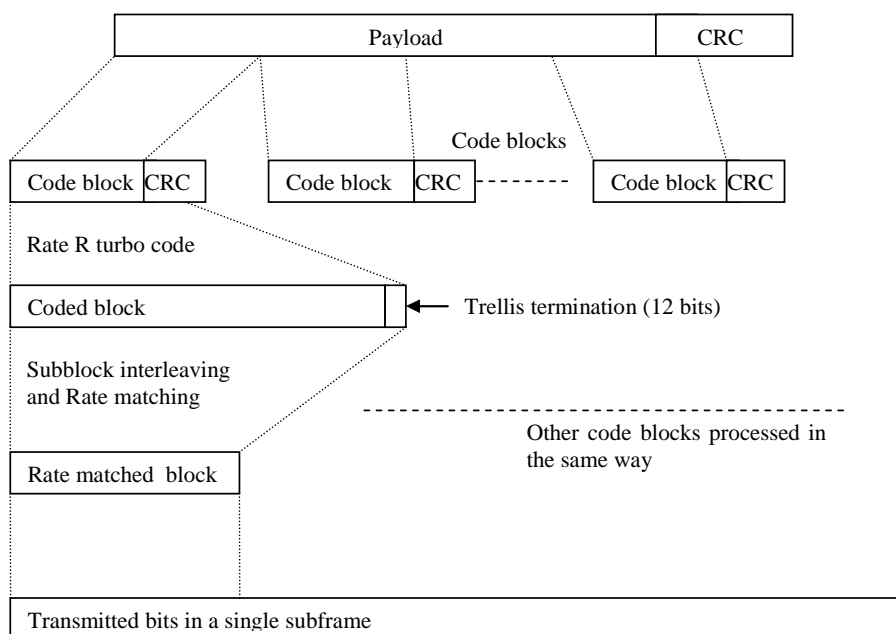 Payload
CRC
Code blocks
Code block
CRC
Code block
CRC
Code block
CRC
Rate R turbo code
Coded block
Trellis termination (12 bits)
Subblock interleaving
and Rate matching
Other code blocks processed in
the same way
Rate matched block
Transmitted bits in a single subframe